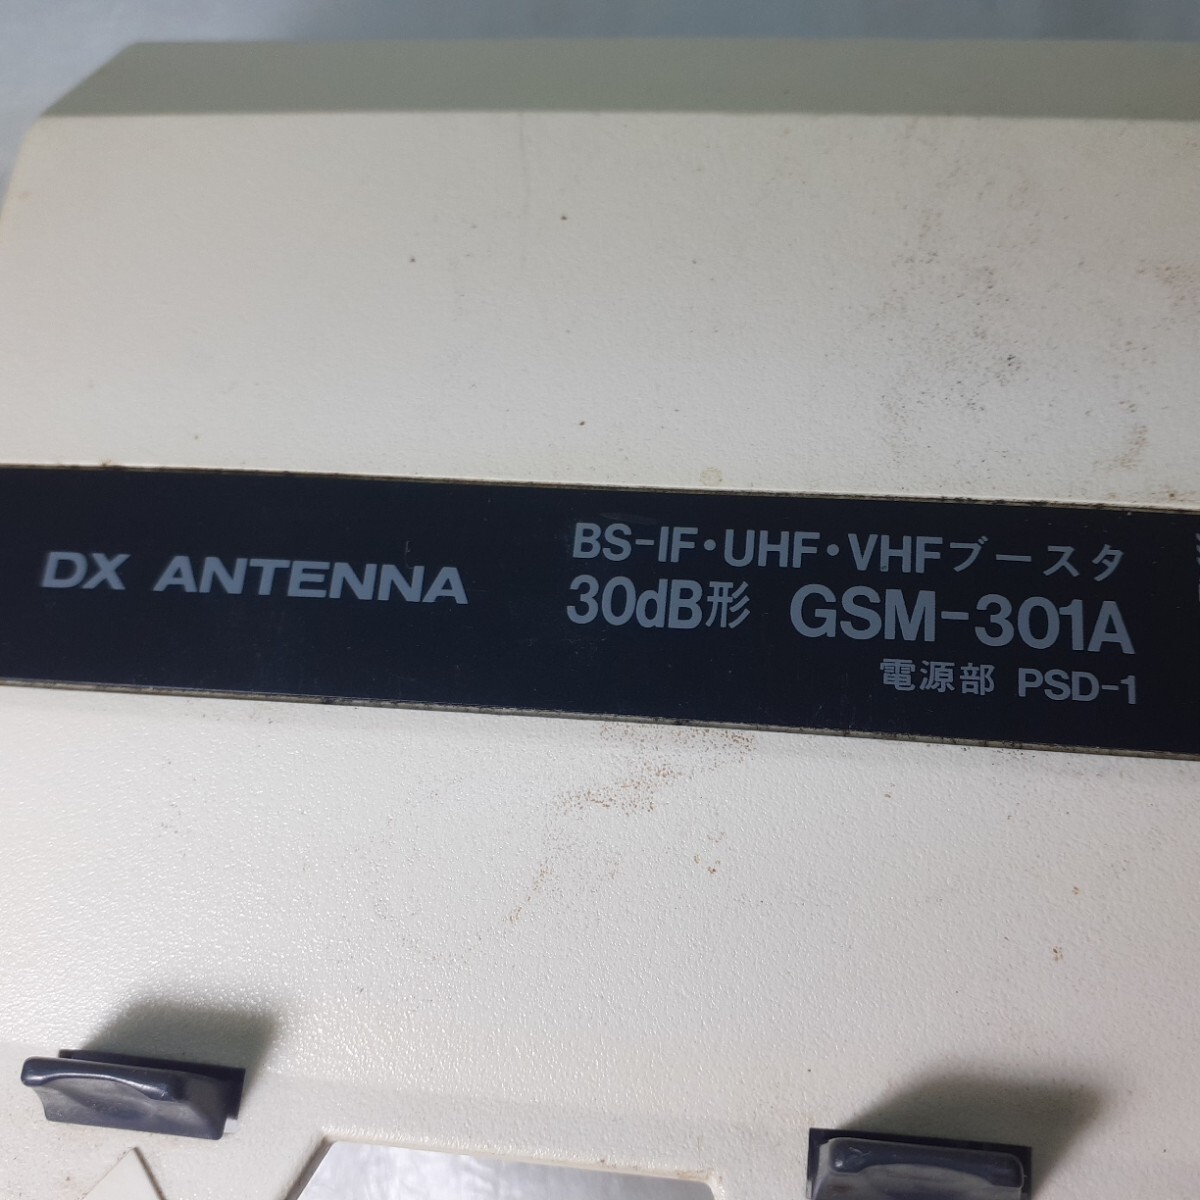 DX ANTENNA
BS-IF・UHF・VHFブースタ
30dB形 GSM-301A
電源部 PSD-1